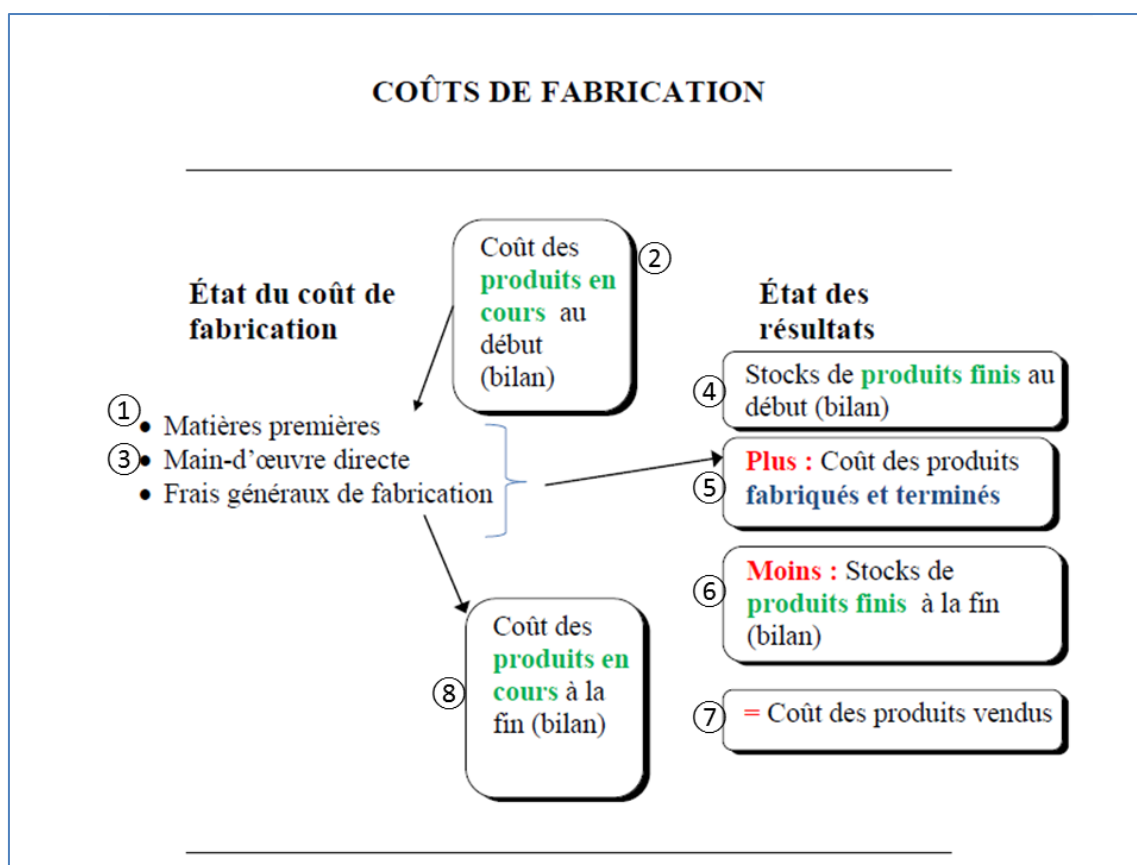 COÛTS DE FABRICATION
État du coût de
fabrication
① • Matières premières
③ • Main-d'œuvre directe
• Frais généraux de fabrication
Coût des
produits en
cours au
début
(bilan)
②
Coût des
produits en
cours à la
fin (bilan)
⑧
État des
résultats
④ Stocks de produits finis au
début (bilan)
Plus : Coût des produits
⑤ fabriqués et terminés
Moins : Stocks de
⑥ produits finis à la fin
(bilan)
⑦ = Coût des produits vendus